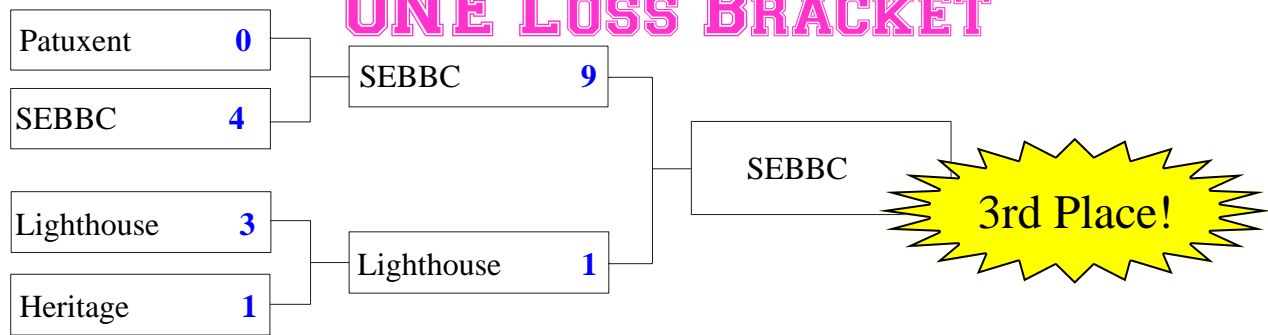 ONE LOSS BRACKET
Patuxent 0
SEBBC 4
SEBBC 9
Lighthouse 3
Heritage 1
Lighthouse 1
SEBBC
3rd Place!